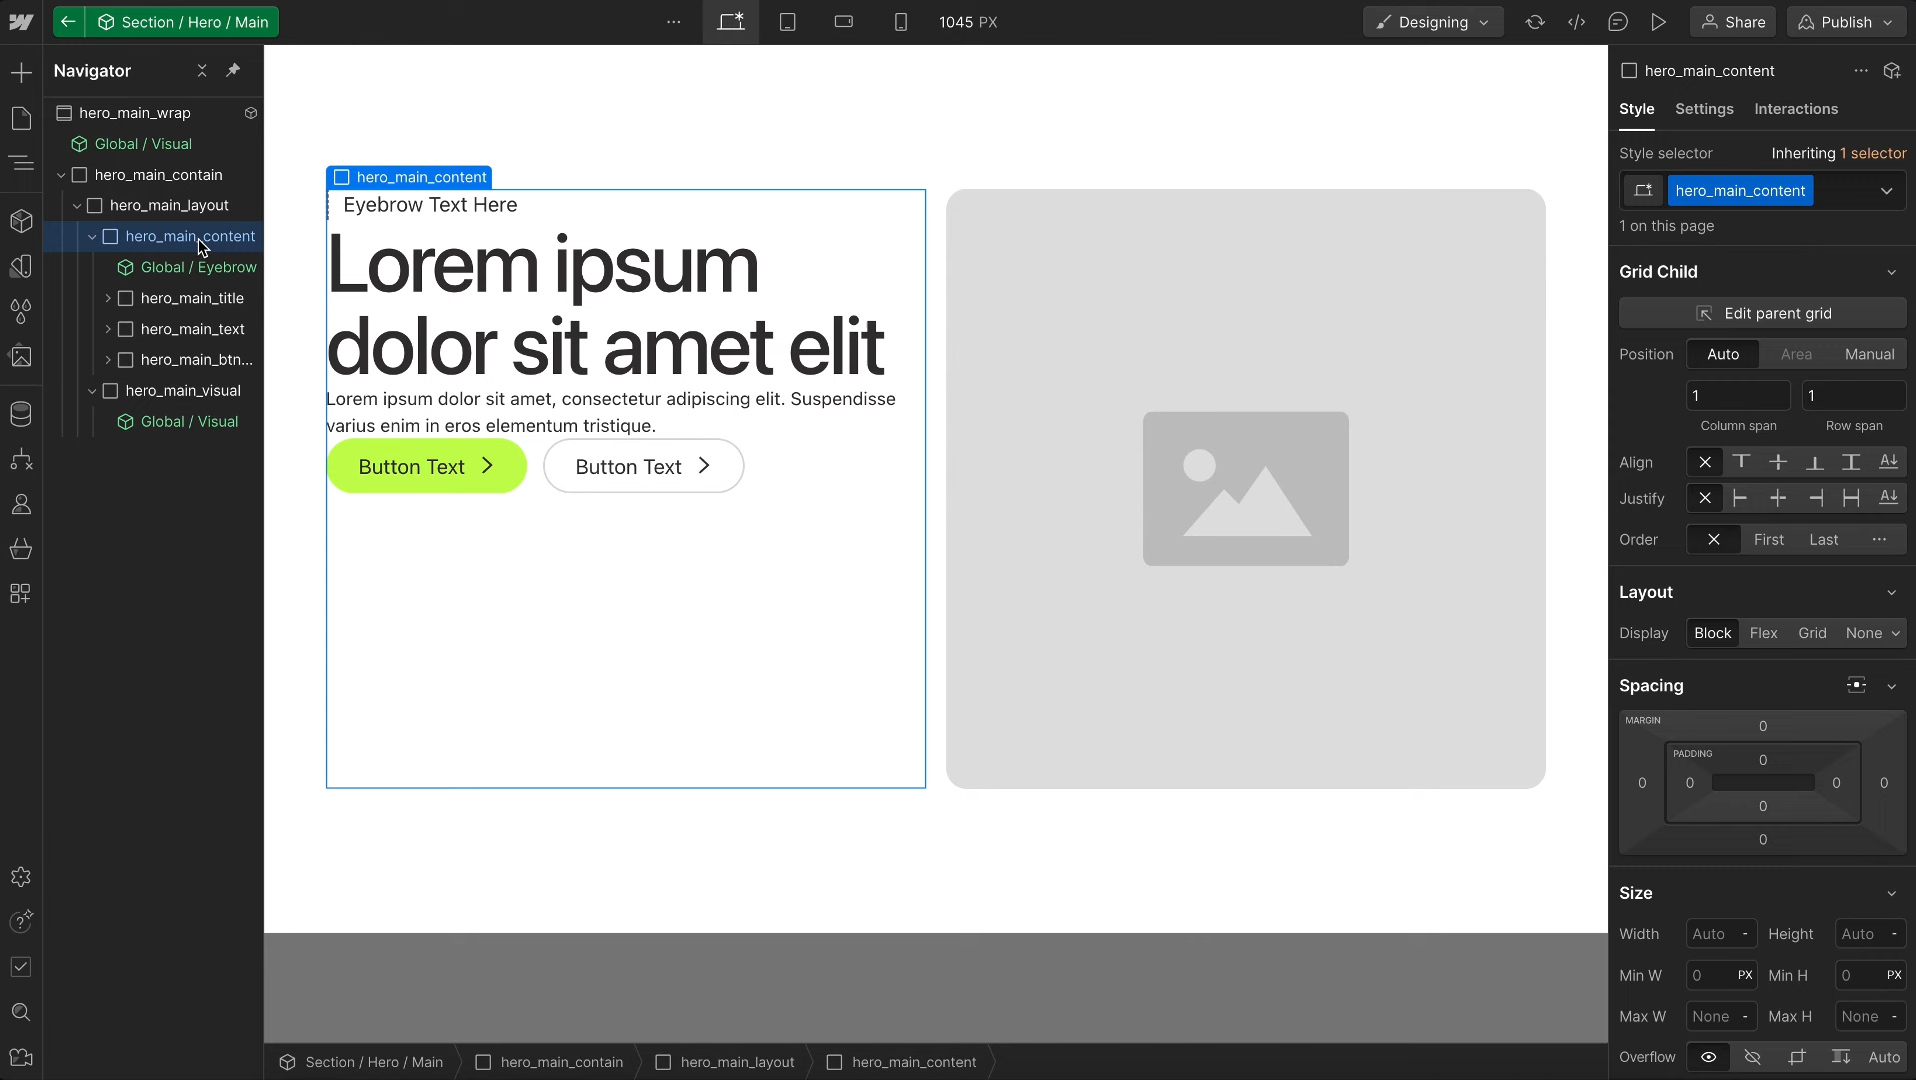 Section / Hero / Main
1045 PX
Designing
Share
Publish
Navigator
hero_main_wrap
Global / Visual
hero_main_contain
hero_main_layout
hero_main_content
Global / Eyebrow
hero_main_title
hero_main_text
hero_main_btn...
hero_main_visual
Global / Visual
hero_main_content
Eyebrow Text Here
Lorem ipsum
dolor sit amet elit
Lorem ipsum dolor sit amet, consectetur adipiscing elit. Suspendisse
varius enim in eros elementum tristique.
Button Text
Button Text
hero_main_content
Style Settings Interactions
Style selector Inheriting 1 selector
hero_main_content
1 on this page
Grid Child
Edit parent grid
Position Auto Area Manual
1 1
Column span Row span
Align
Justify
Order First Last
Layout
Display Block Flex Grid None
Spacing
MARGIN
0
PADDING
0
0 0 0 0
0
0
Size
Width Auto - Height Auto -
Min W 0 PX Min H 0 PX
Max W None - Max H None -
Overflow Auto
Section / Hero / Main hero_main_contain hero_main_layout hero_main_content